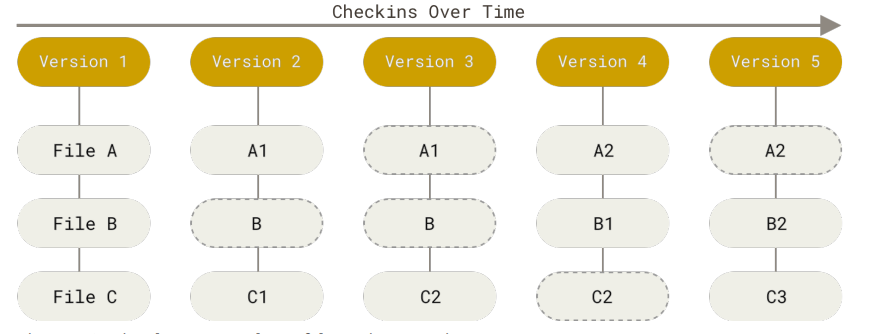 Checkins Over Time
Version 1 Version 2 Version 3 Version 4 Version 5
File A A1 A1 A2 A2
File B B B B1 B2
File C C1 C2 C2 C3